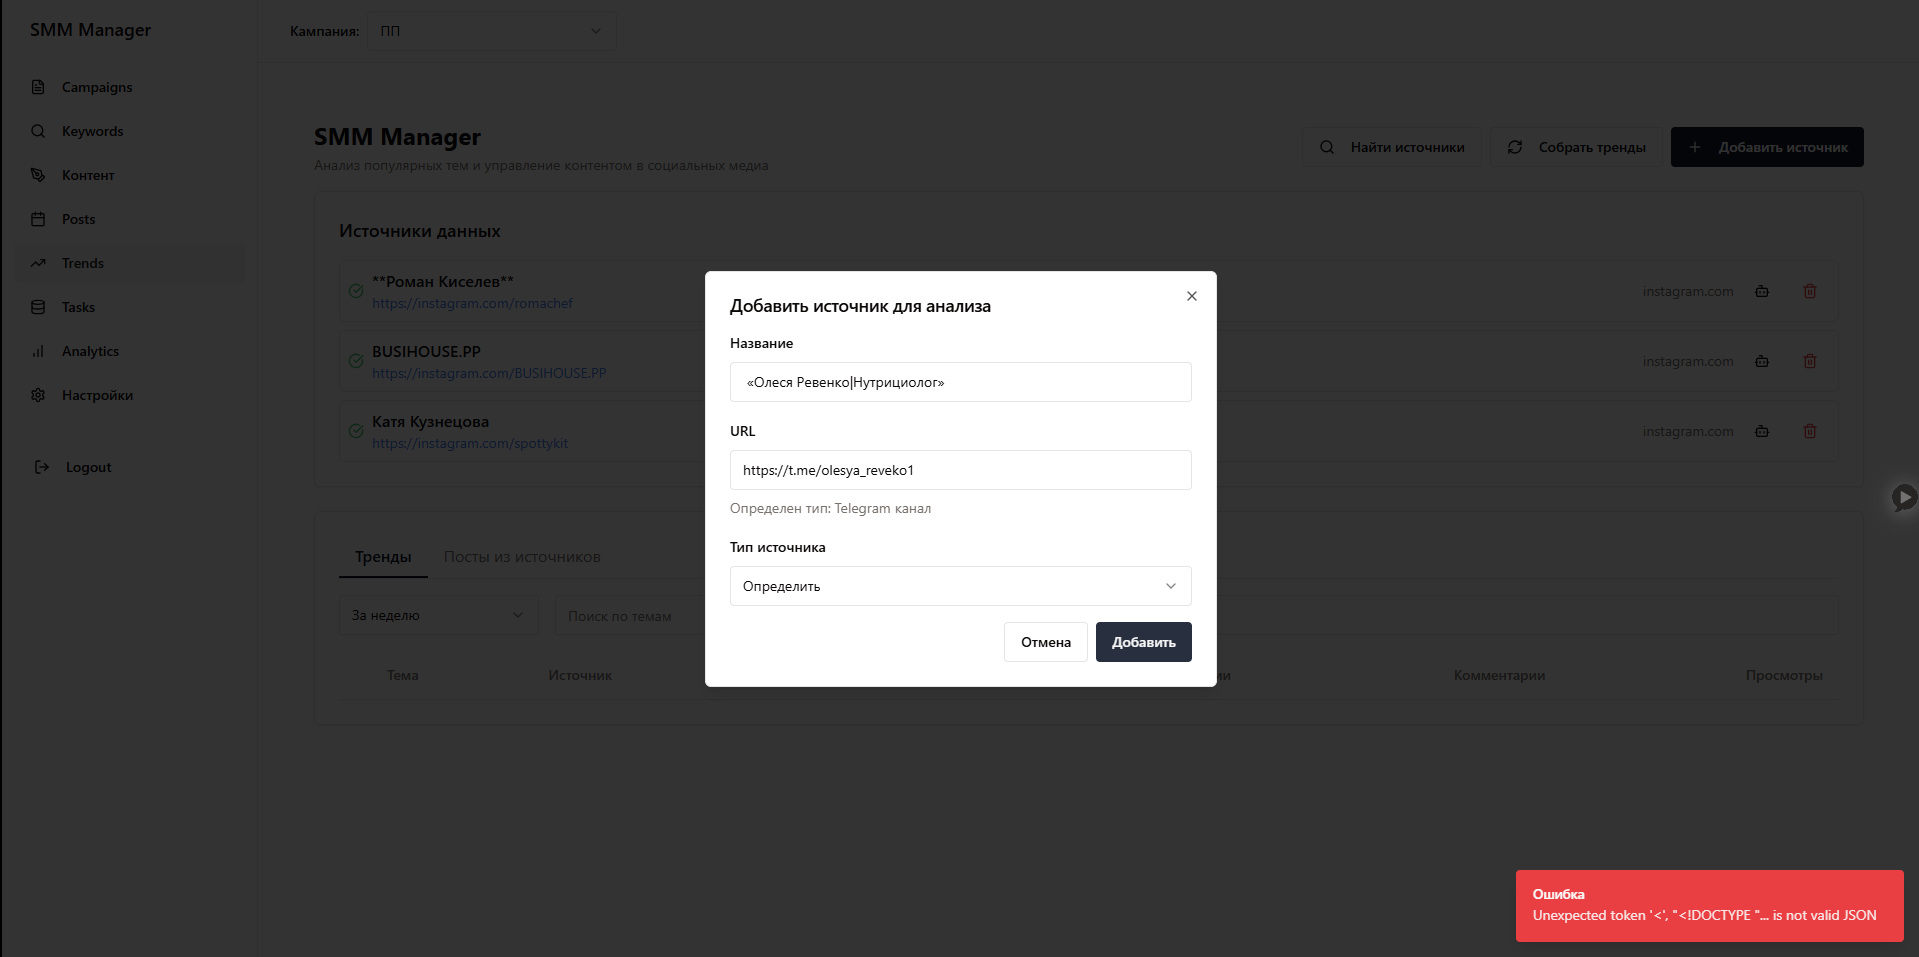 SMM Manager
Кампания:
ПП
Campaigns
Keywords
Контент
Posts
Trends
Tasks
Analytics
Настройки
Logout
SMM Manager
Анализ популярных тем и управление контентом в социальных медиа
Найти источники
Собрать тренды
Добавить источник
Источники данных
**Роман Киселев**
https://instagram.com/romachef
instagram.com
BUSIHOUSE.PP
https://instagram.com/BUSIHOUSE.PP
instagram.com
Катя Кузнецова
https://instagram.com/spottykit
instagram.com
Добавить источник для анализа
Название
«Олеся Ревенко|Нутрициолог»
URL
https://t.me/olesya_reveko1
Определен тип: Telegram канал
Тип источника
Определить
Отмена
Добавить
Тренды
Посты из источников
За неделю
Поиск по темам
Тема
Источник
Комментарии
Просмотры
Ошибка
Unexpected token '<', "<!DOCTYPE "... is not valid JSON